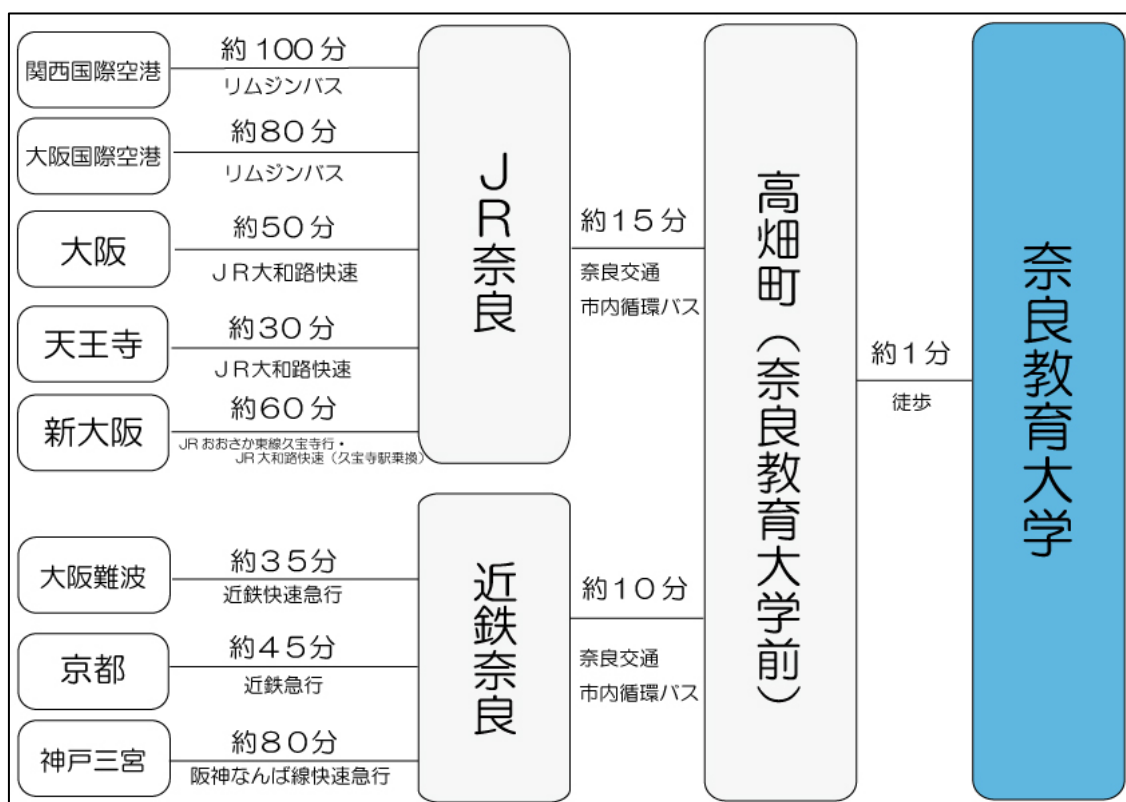 関西国際空港
約100分
リムジンバス
大阪国際空港
約80分
リムジンバス
大阪
約50分
JR大和路快速
天王寺
約30分
JR大和路快速
新大阪
約60分
JRおおさか東線久宝寺行・
JR大和路快速（久宝寺駅乗換）
JR奈良
約15分
奈良交通
市内循環バス
大阪難波
約35分
近鉄快速急行
京都
約45分
近鉄急行
神戸三宮
約80分
阪神なんば線快速急行
近鉄奈良
約10分
奈良交通
市内循環バス
高畑町（奈良教育大学前）
約1分
徒歩
奈良教育大学